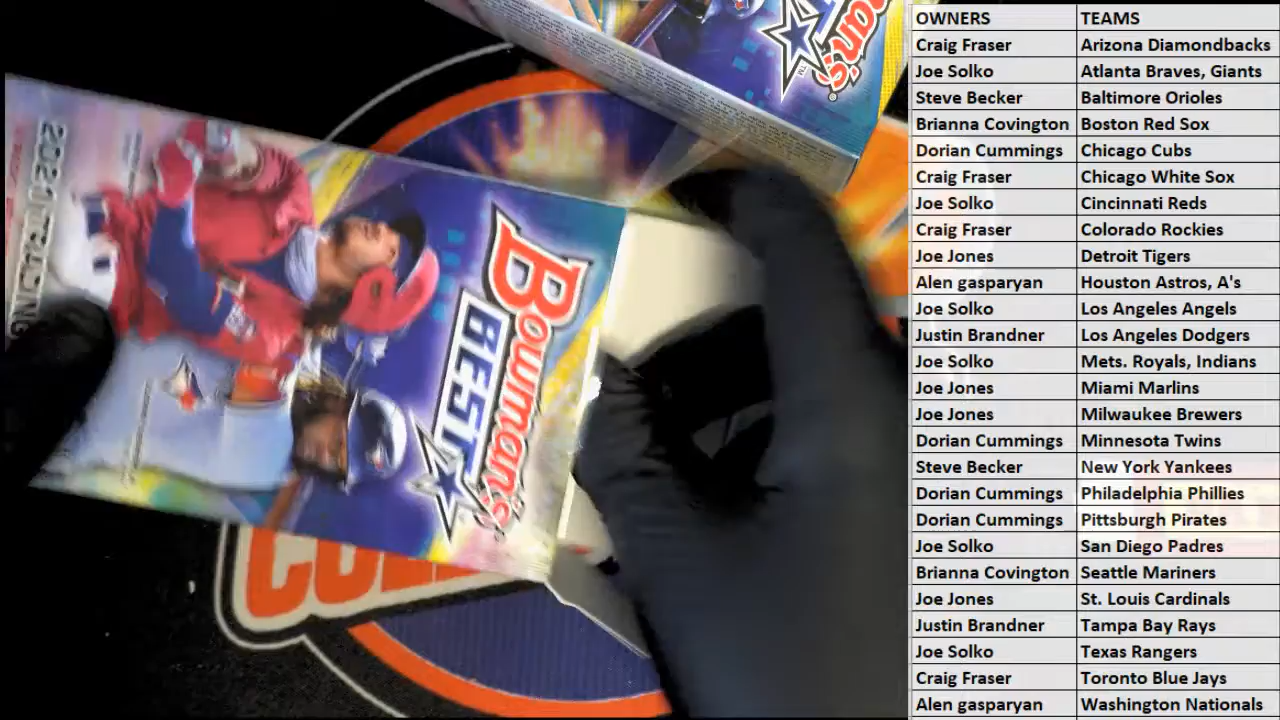 OWNERS TEAMS
Craig Fraser Arizona Diamondbacks
Joe Solko Atlanta Braves, Giants
Steve Becker Baltimore Orioles
Brianna Covington Boston Red Sox
Dorian Cummings Chicago Cubs
Craig Fraser Chicago White Sox
Joe Solko Cincinnati Reds
Craig Fraser Colorado Rockies
Joe Jones Detroit Tigers
Alen gasparyan Houston Astros, A's
Joe Solko Los Angeles Angels
Justin Brandner Los Angeles Dodgers
Joe Solko Mets. Royals, Indians
Joe Jones Miami Marlins
Joe Jones Milwaukee Brewers
Dorian Cummings Minnesota Twins
Steve Becker New York Yankees
Dorian Cummings Philadelphia Phillies
Dorian Cummings Pittsburgh Pirates
Joe Solko San Diego Padres
Brianna Covington Seattle Mariners
Joe Jones St. Louis Cardinals
Justin Brandner Tampa Bay Rays
Joe Solko Texas Rangers
Craig Fraser Toronto Blue Jays
Alen gasparyan Washington Nationals
Bowman's
BEST
2021